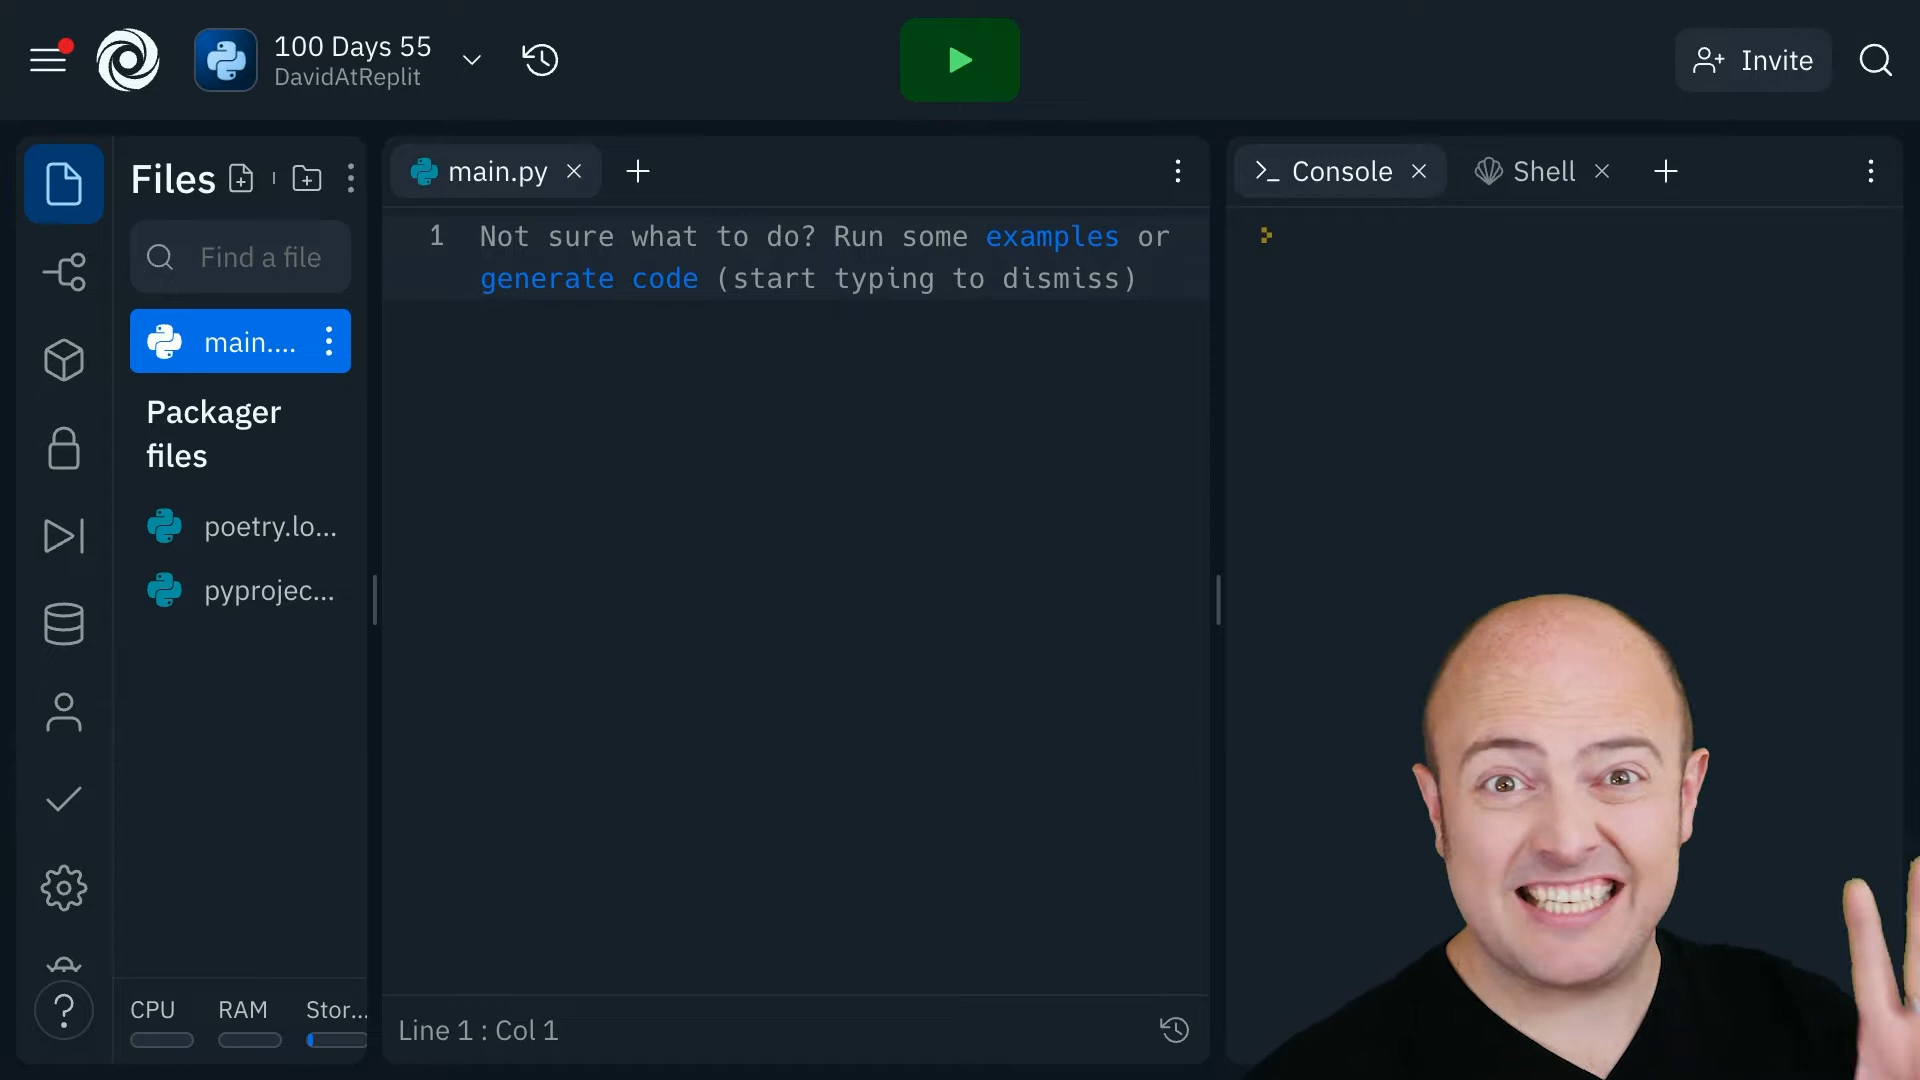 100 Days 55
DavidAtReplit
Invite
Files
Find a file
main....
Packager
files
poetry.lo...
pyprojec...
CPU
RAM
Stor...
main.py
1
Not sure what to do? Run some examples or
generate code (start typing to dismiss)
Line 1 : Col 1
Console
Shell